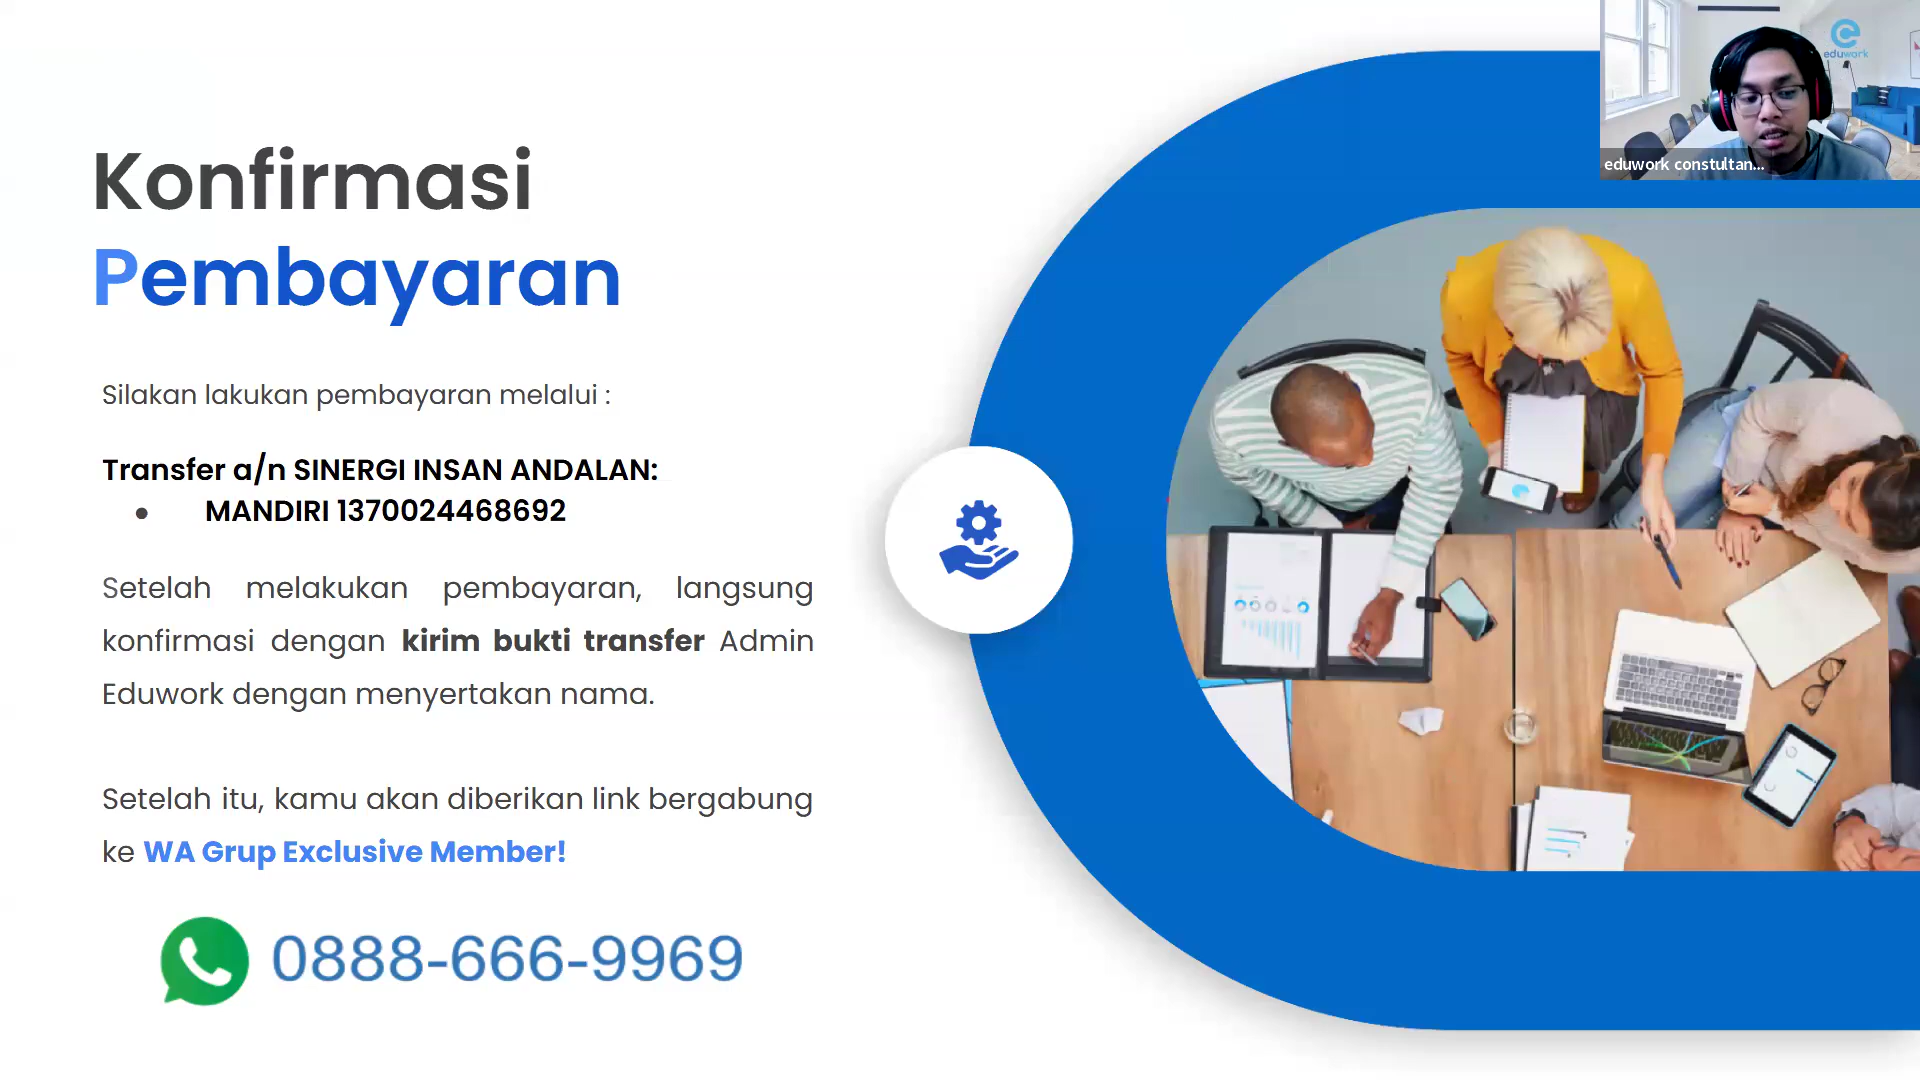 Konfirmasi
Pembayaran
Silakan lakukan pembayaran melalui :
Transfer a/n SINERGI INSAN ANDALAN:
● MANDIRI 1370024468692
Setelah melakukan pembayaran, langsung
konfirmasi dengan kirim bukti transfer Admin
Eduwork dengan menyertakan nama.
Setelah itu, kamu akan diberikan link bergabung
ke WA Grup Exclusive Member!
0888-666-9969
eduwork
eduwork constultan...